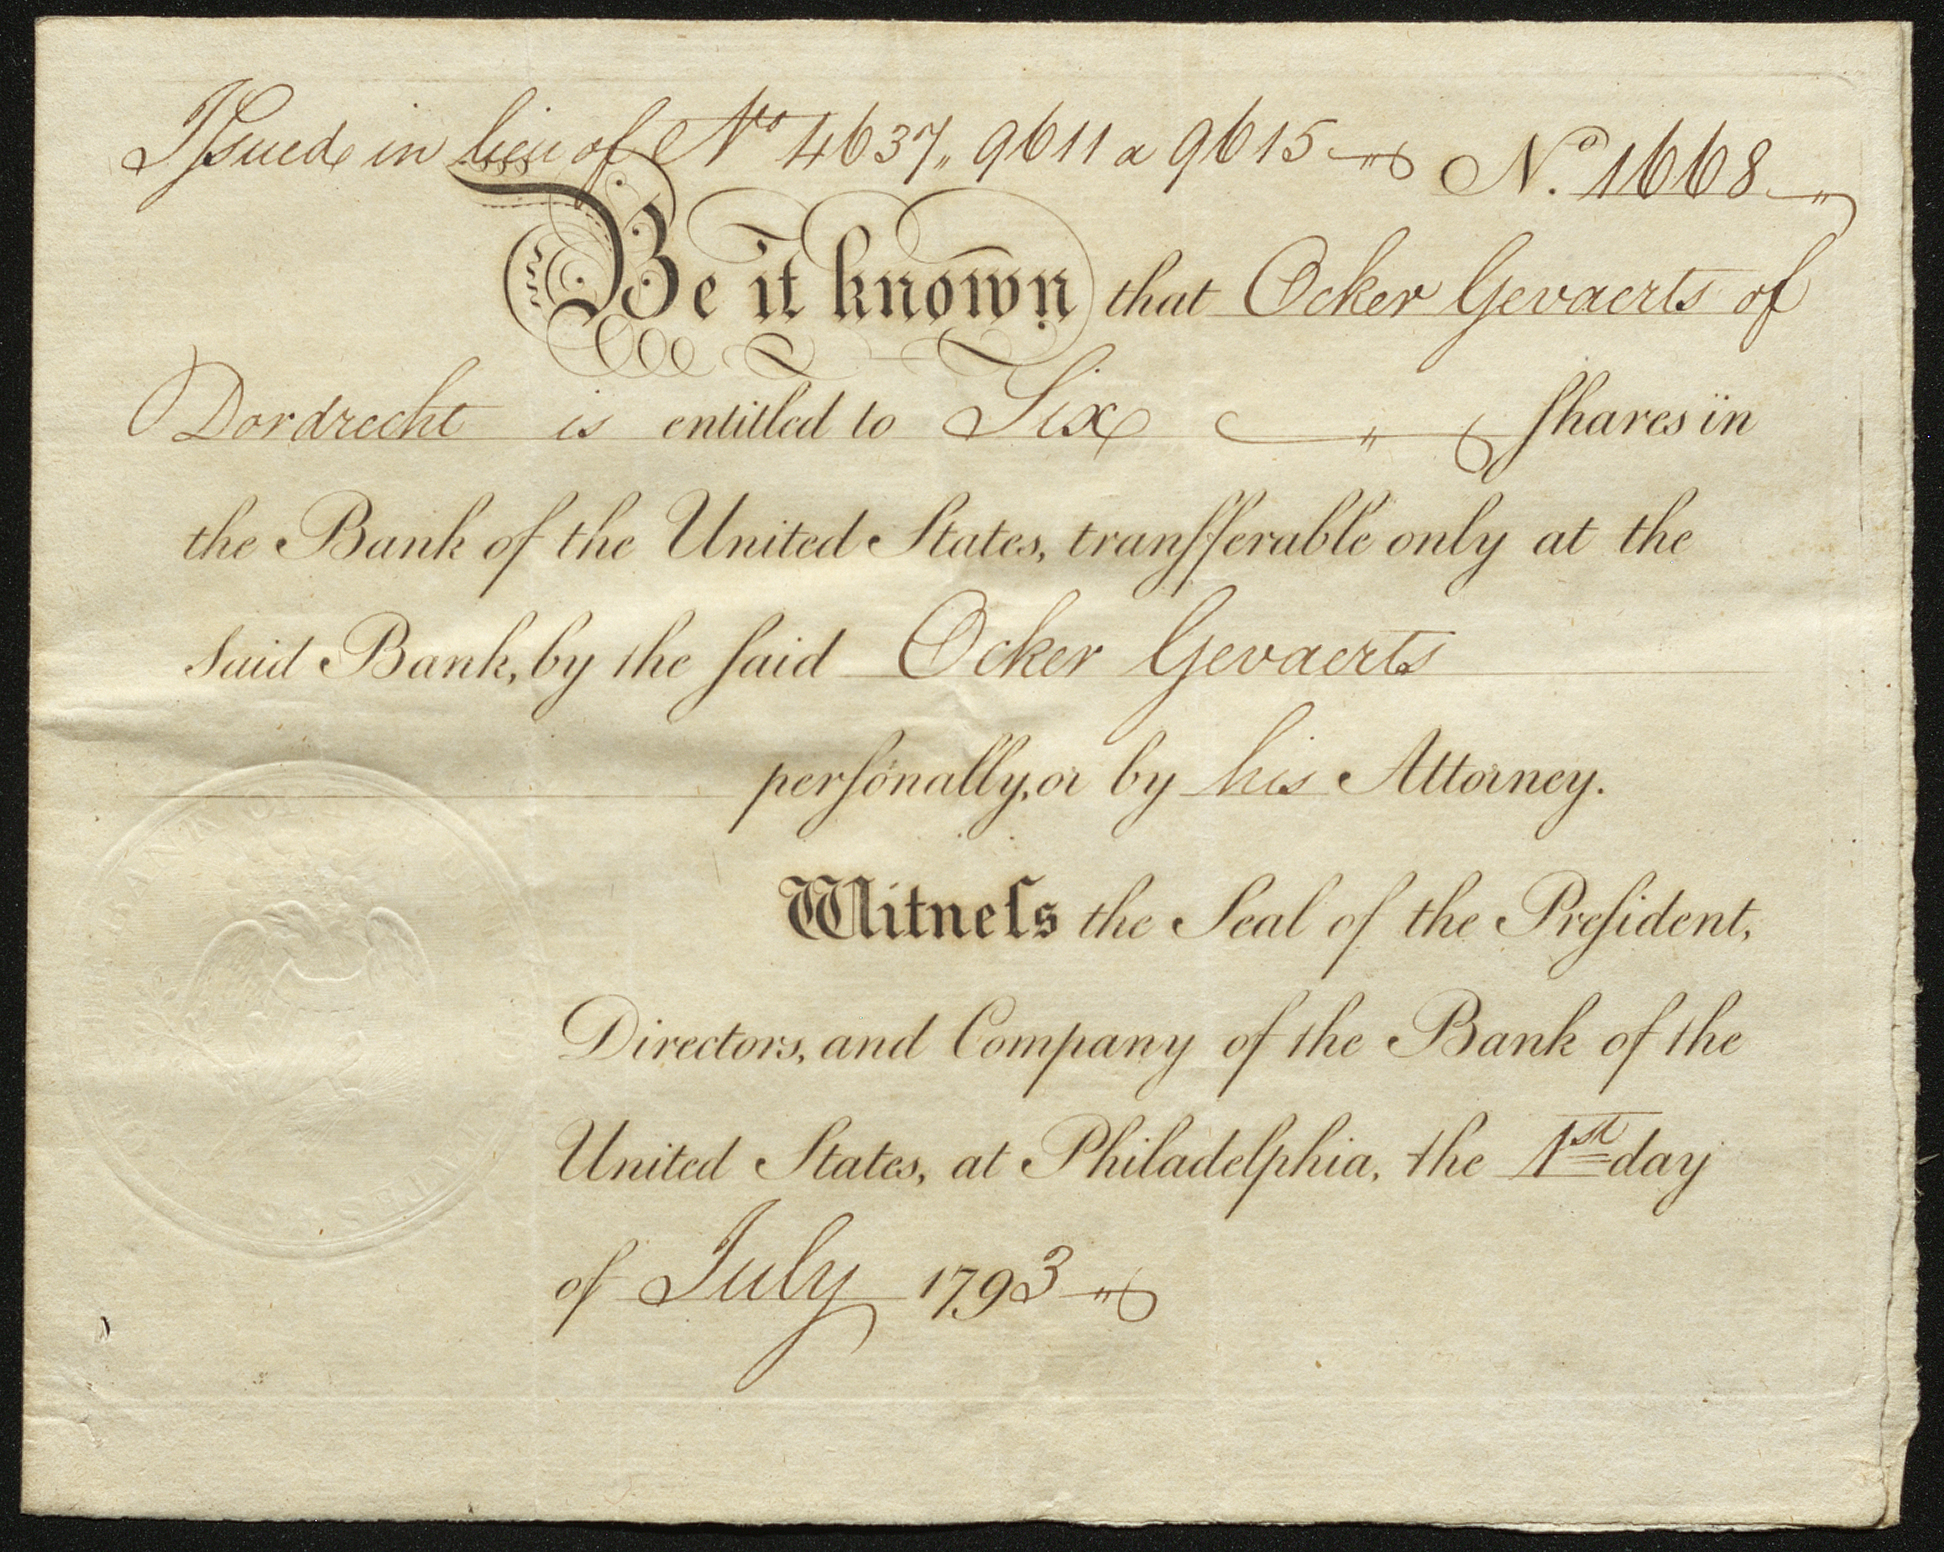 Iſsued in lieu of Nos 4637,, 9611 a 9615 No. 1668
Be it known that Ocker Gevaerts of
Dordrecht is entitled to Six ſhares in
the Bank of the United States, tranſferrable only at the
said Bank, by the ſaid Ocker Gevaerts
perſonally, or by his Attorney.
Witneſs the Seal of the Preſident,
Directors, and Company of the Bank of the
United States, at Philadelphia, the 1st day
of July 1793